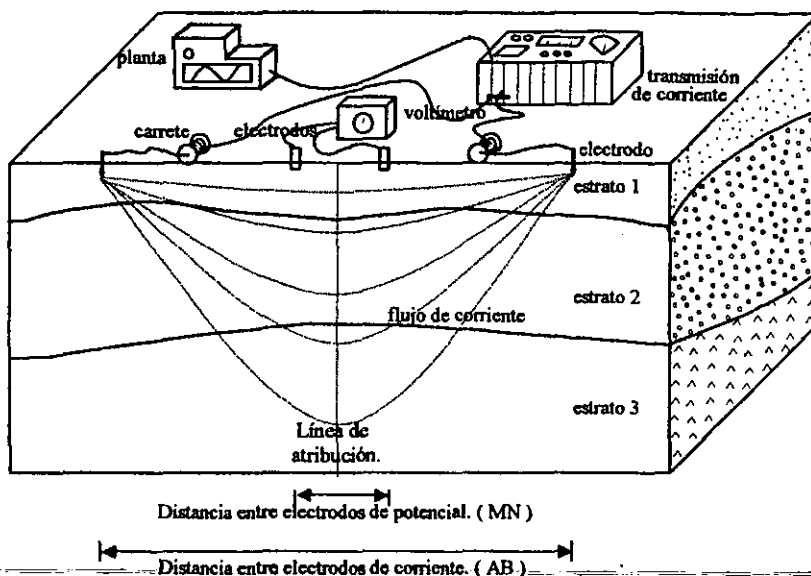 planta
transmisión
de corriente
voltímetro
carrete
electrodos
electrodo
estrato 1
estrato 2
flujo de corriente
estrato 3
Línea de
atribución.
Distancia entre electrodos de potencial. ( MN )
Distancia entre electrodos de corriente. ( AB )